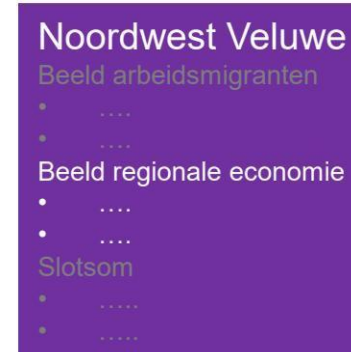 Noordwest Veluwe
Beeld arbeidsmigranten
• ....
• ....
Beeld regionale economie
• ....
• ....
Slotsom
• .....
• .....